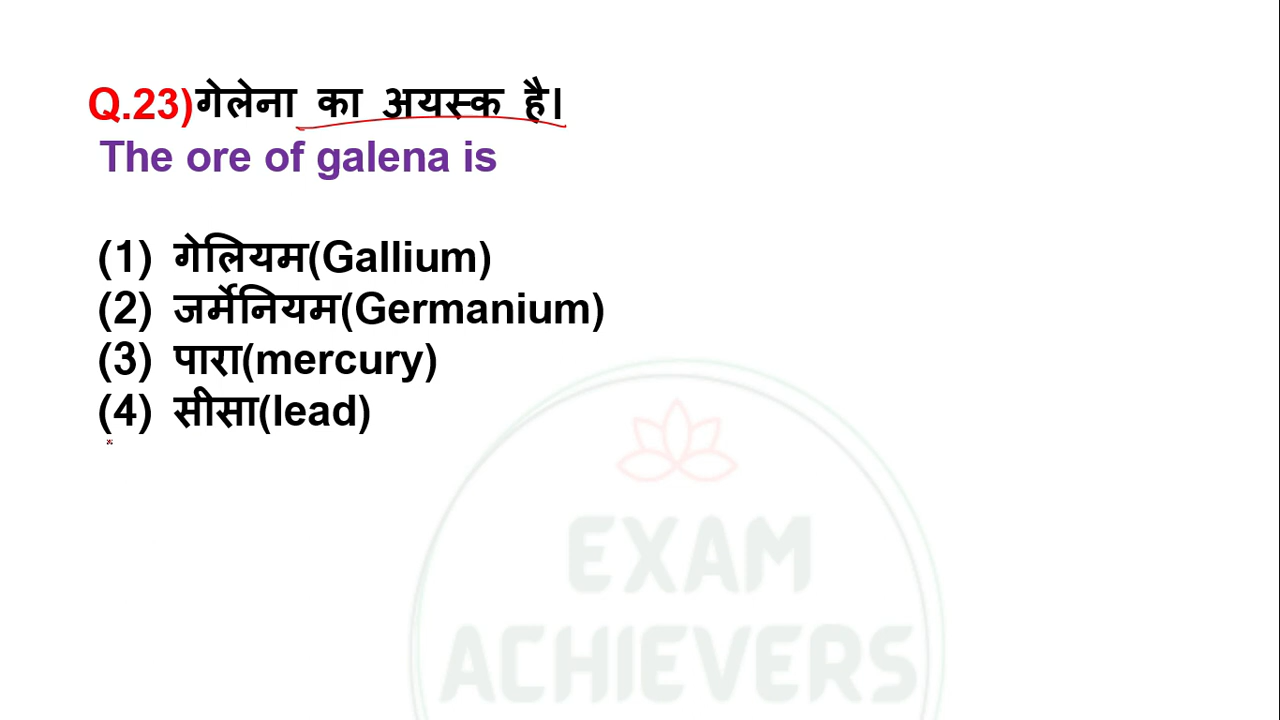 Q.23)गेलेना का अयस्क है।
The ore of galena is
(1) गेलियम(Gallium)
(2) जर्मेनियम(Germanium)
(3) पारा(mercury)
(4) सीसा(lead)
EXAM
ACHIEVERS